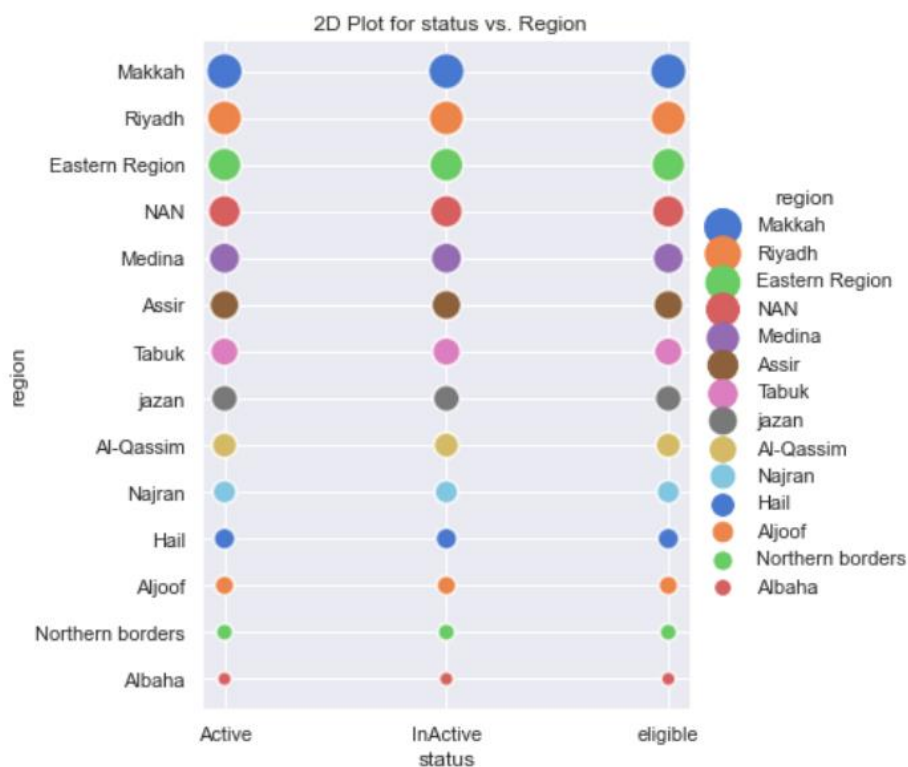 2D Plot for status vs. Region
Makkah
Riyadh
Eastern Region
NAN
Medina
Assir
Tabuk
jazan
Al-Qassim
Najran
Hail
Aljoof
Northern borders
Albaha
region
Active
InActive
eligible
status
region
Makkah
Riyadh
Eastern Region
NAN
Medina
Assir
Tabuk
jazan
Al-Qassim
Najran
Hail
Aljoof
Northern borders
Albaha